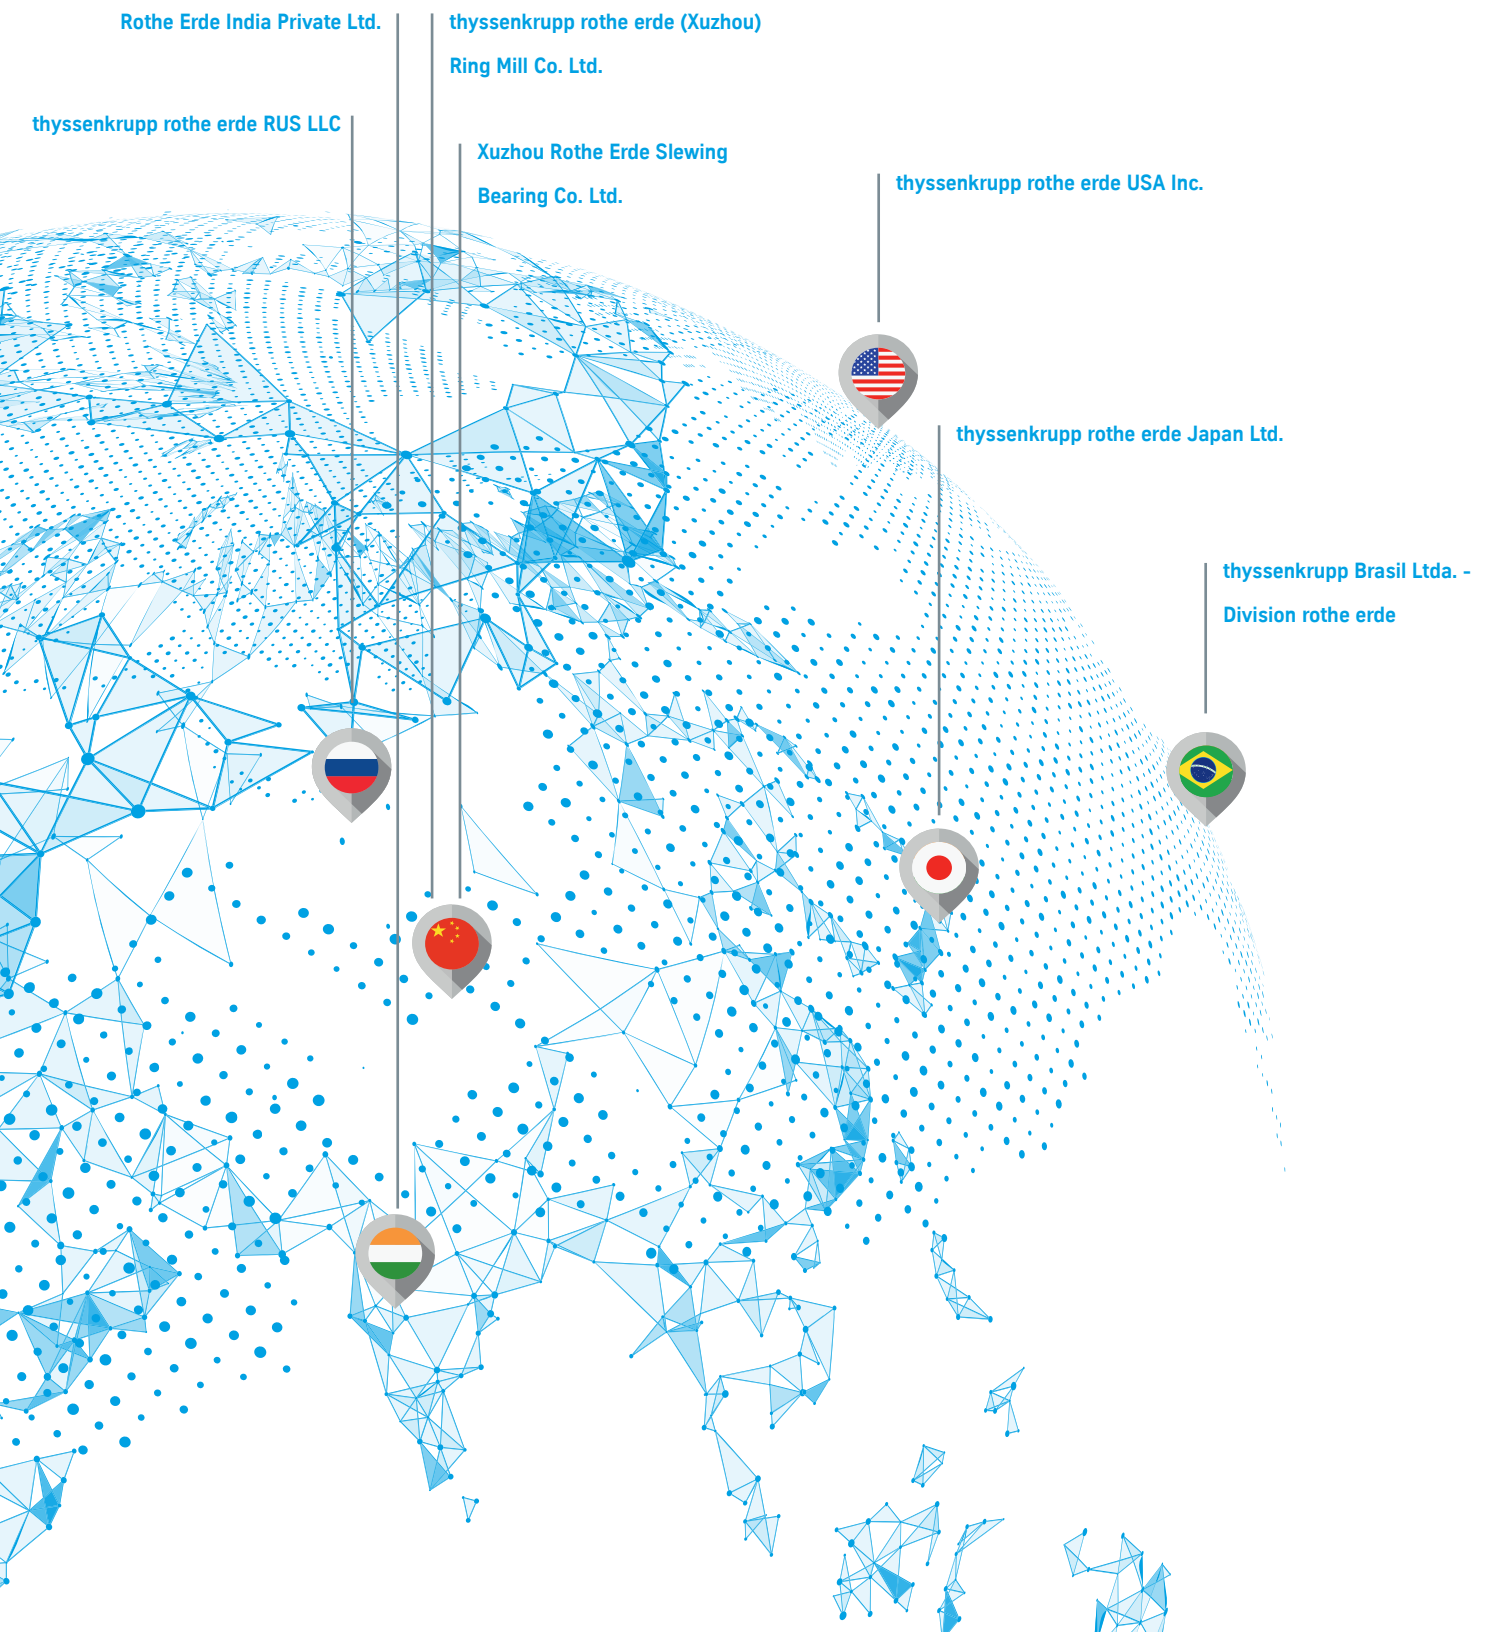 Rothe Erde India Private Ltd.
thyssenkrupp rothe erde (Xuzhou)
Ring Mill Co. Ltd.
thyssenkrupp rothe erde RUS LLC
Xuzhou Rothe Erde Slewing
Bearing Co. Ltd.
thyssenkrupp rothe erde USA Inc.
thyssenkrupp rothe erde Japan Ltd.
thyssenkrupp Brasil Ltda. -
Division rothe erde